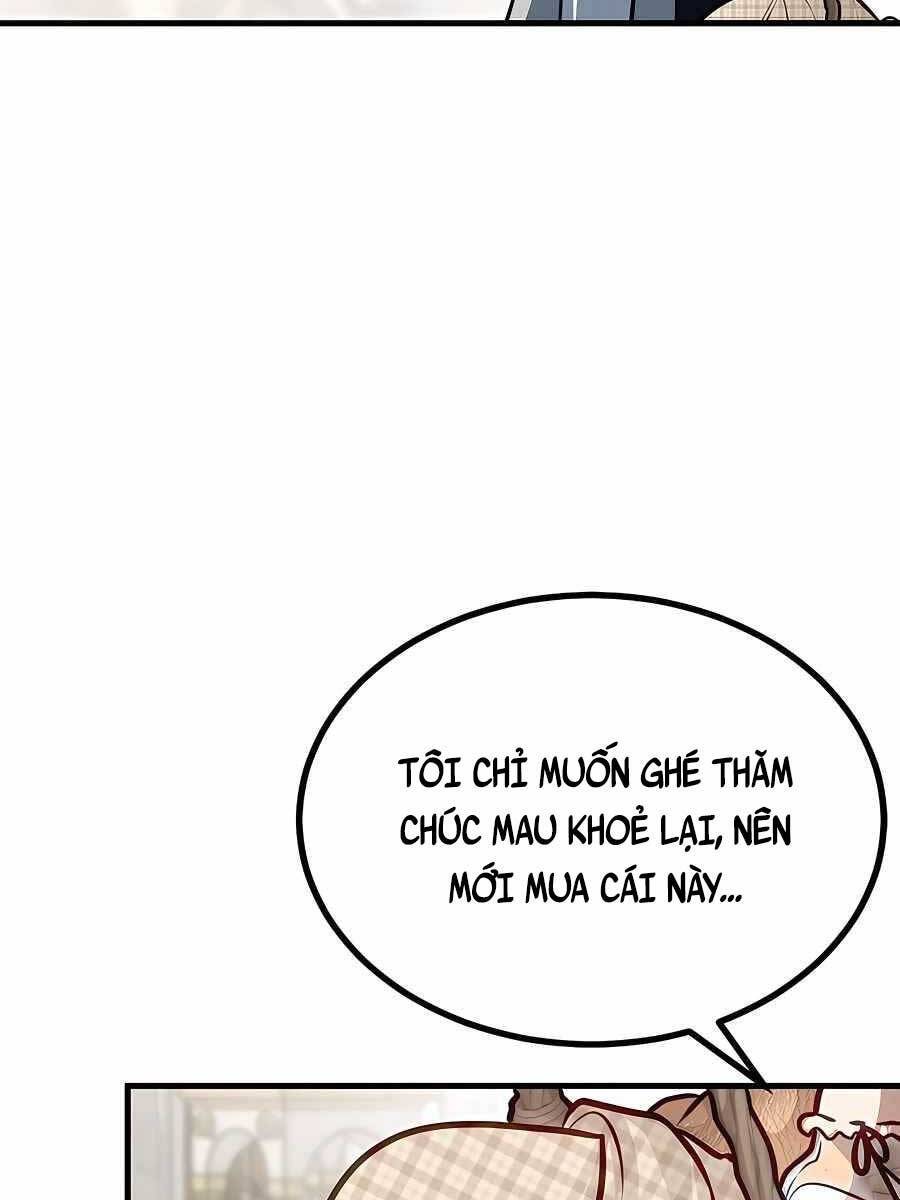 TÔI CHỈ MUỐN GHÉ THĂM
CHÚC MAU KHOẺ LẠI, NÊN
MỚI MUA CÁI NÀY...